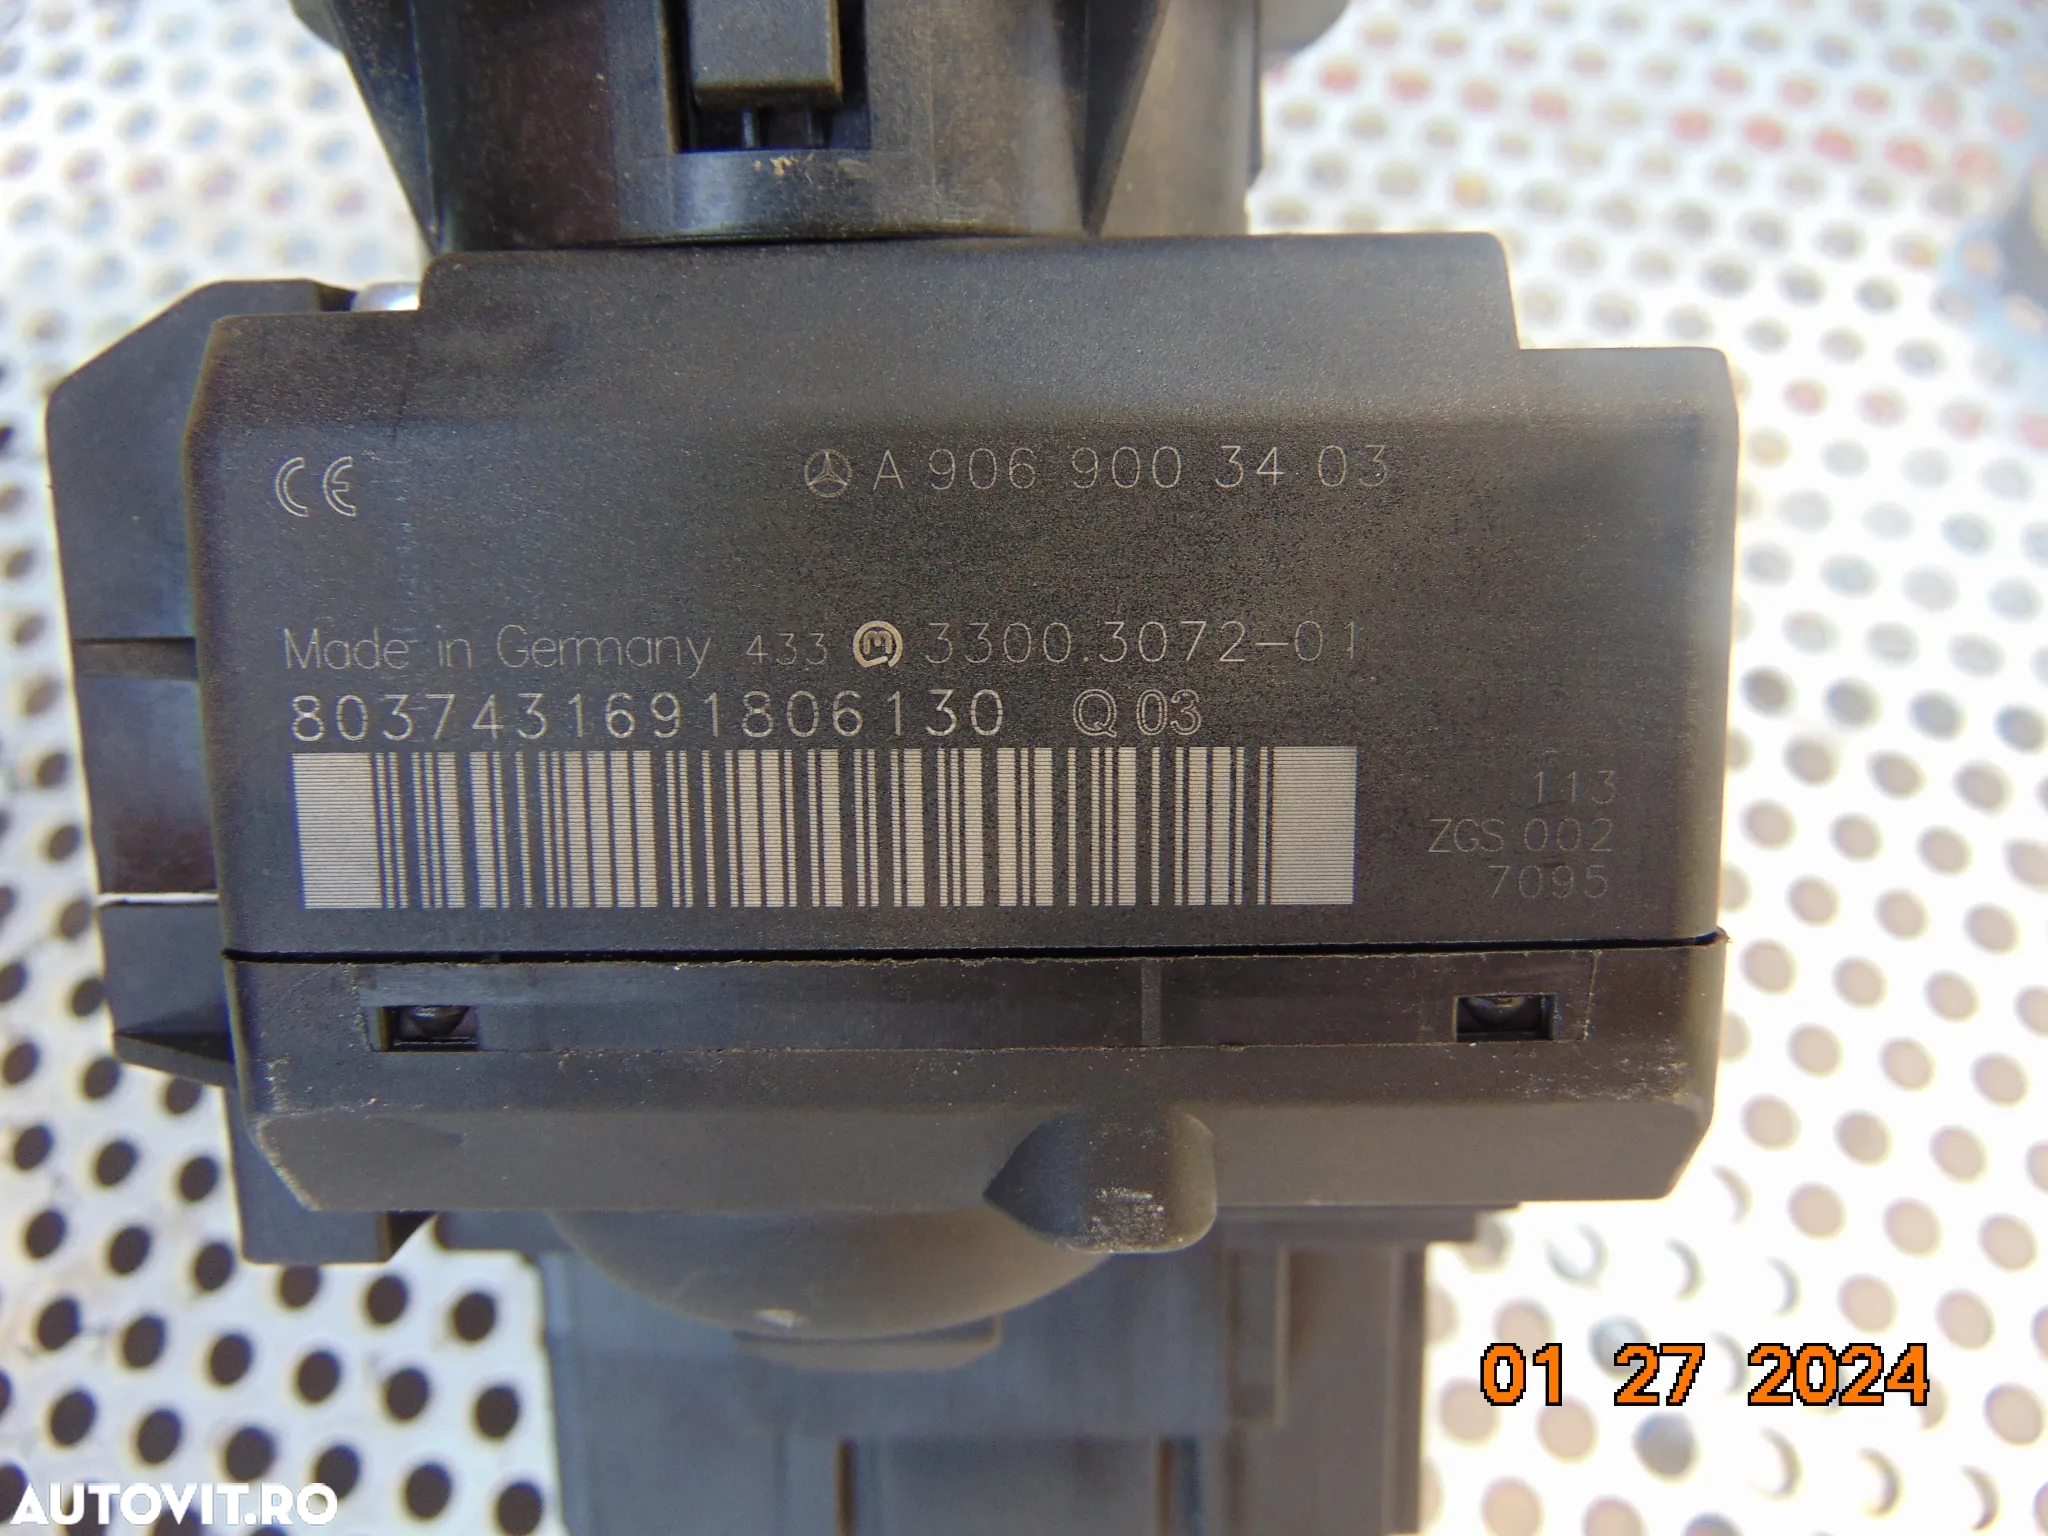 CE A 906 900 34 03
Made in Germany 433 3300.3072-01
8037431691806130 Q 03
113
ZGS 002
7095
01 27 2024
AUTOVIT.RO